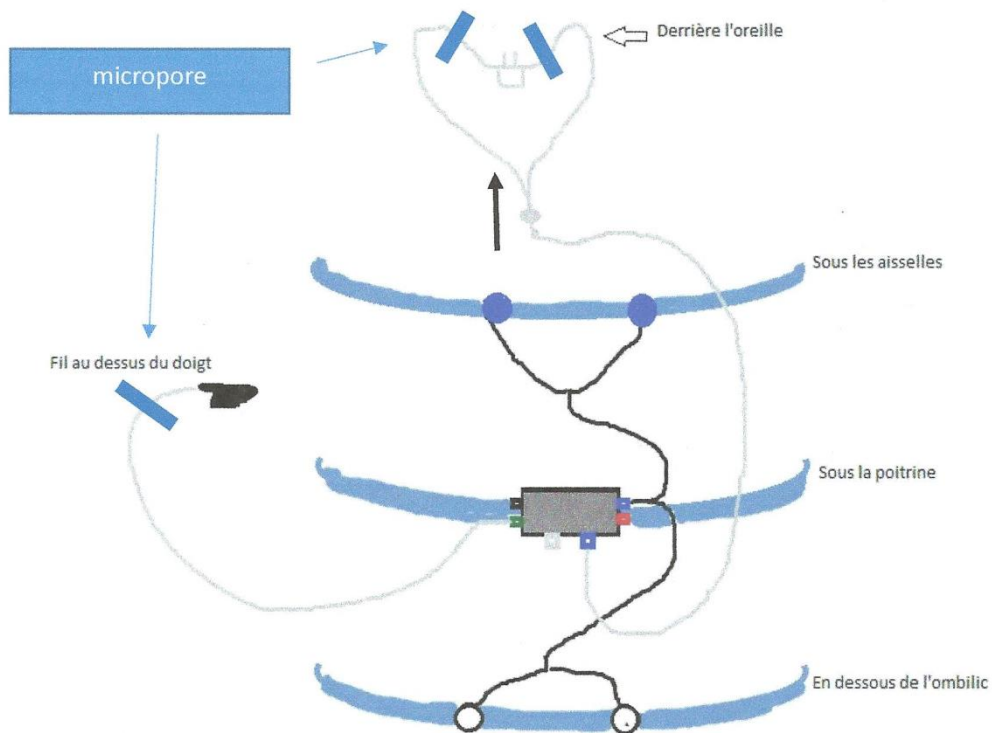 Derrière l'oreille
micropore
Sous les aisselles
Fil au dessus du doigt
Sous la poitrine
En dessous de l'ombilic